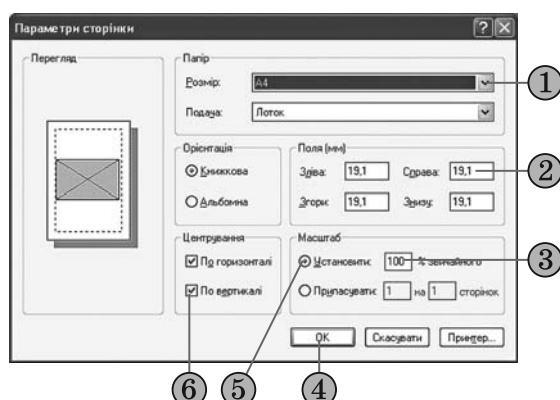 Параметри сторінки
Перегляд
Папір
Розмір: A4
Подача: Лоток
Орієнтація
Книжкова
Альбомна
Поля (мм)
Зліва: 19,1 Справа: 19,1
Згори: 19,1 Знизу: 19,1
Центрування
По горизонталі
По вертикалі
Масштаб
Установити: 100 % звичайного
Припасувати: 1 на 1 сторінок
OK Скасувати Принтер...
1
2
3
6 5 4